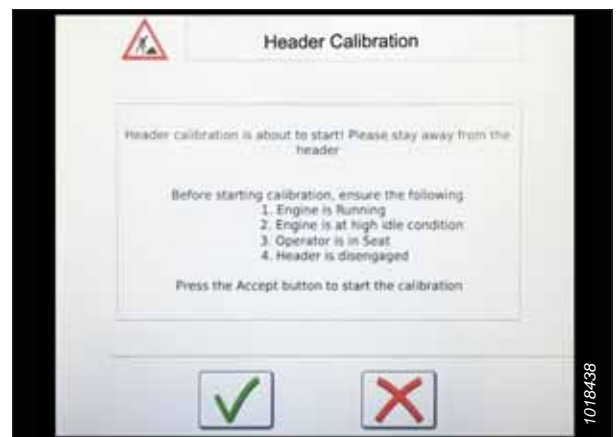 Header Calibration
Header calibration is about to start! Please stay away from the
header
Before starting calibration, ensure the following
1. Engine is Running
2. Engine is at high idle condition
3. Operator is in Seat
4. Header is disengaged
Press the Accept button to start the calibration
1018438